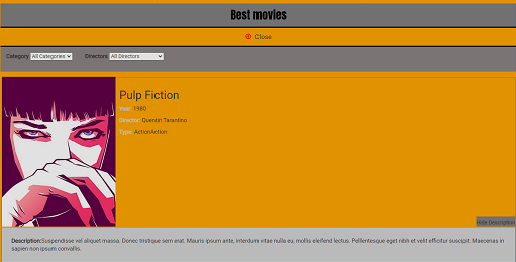 Best movies
Close
Category All Categories Directors All Directors
Pulp Fiction
Year: 1980
Director: Quentin Tarantino
Type: ActionAction
Hide Description
Description:Suspendisse vel aliquet massa. Donec tristique sem erat. Mauris ipsum ante, interdum vitae nulla eu, mollis eleifend lectus. Pellentesque eget nibh et velit efficitur suscipit. Maecenas in
sapien non ipsum convallis.